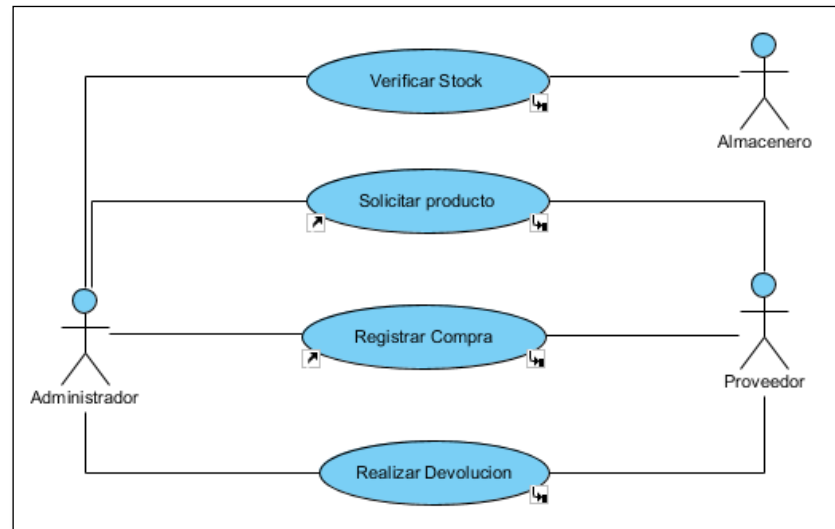 Verificar Stock
Almacenero
Solicitar producto
Registrar Compra
Administrador
Proveedor
Realizar Devolucion